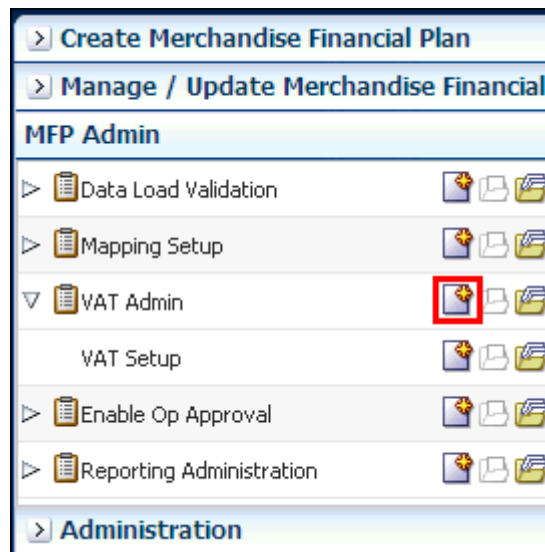 Create Merchandise Financial Plan
Manage / Update Merchandise Financial
MFP Admin
Data Load Validation
Mapping Setup
VAT Admin
VAT Setup
Enable Op Approval
Reporting Administration
Administration